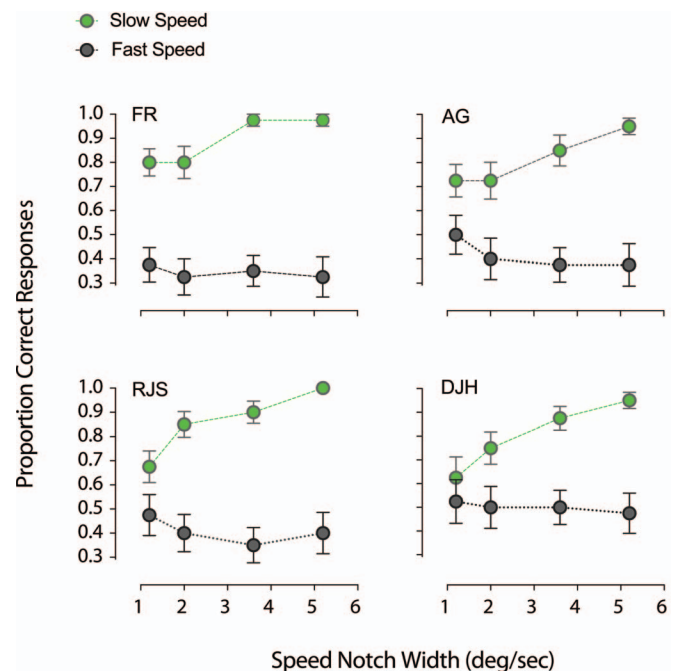 Slow Speed
Fast Speed
FR
AG
1.0
0.9
0.8
0.7
0.6
0.5
0.4
0.3
RJS
DJH
1.0
0.9
0.8
0.7
0.6
0.5
0.4
0.3
1 2 3 4 5 6
1 2 3 4 5 6
Proportion Correct Responses
Speed Notch Width (deg/sec)